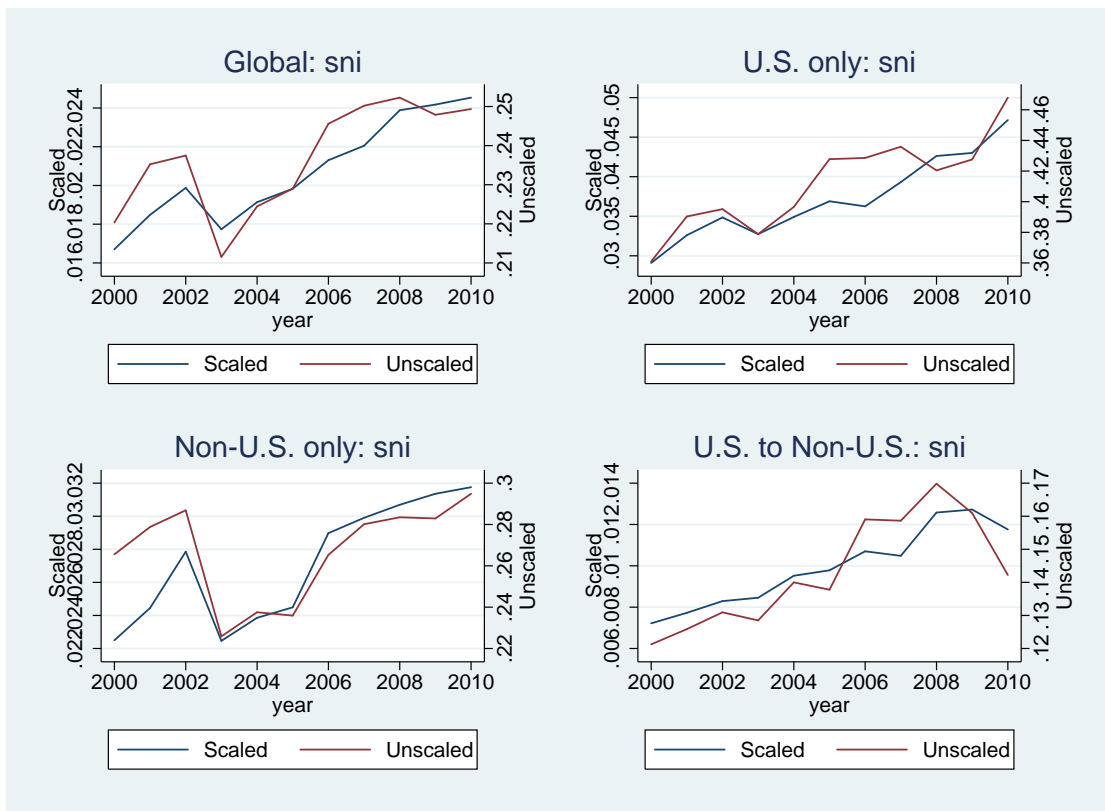 Global: sni
Scaled
.016 .018 .02 .022 .024
.21 .22 .23 .24 .25
Unscaled
2000 2002 2004 2006 2008 2010
year
Scaled Unscaled
U.S. only: sni
Scaled
.03 .035 .04 .045 .05
.36 .38 .4 .42 .44 .46
Unscaled
2000 2002 2004 2006 2008 2010
year
Scaled Unscaled
Non-U.S. only: sni
Scaled
.022 .024 .026 .028 .03 .032
.22 .24 .26 .28 .3
Unscaled
2000 2002 2004 2006 2008 2010
year
Scaled Unscaled
U.S. to Non-U.S.: sni
Scaled
.006 .008 .01 .012 .014
.12 .13 .14 .15 .16 .17
Unscaled
2000 2002 2004 2006 2008 2010
year
Scaled Unscaled